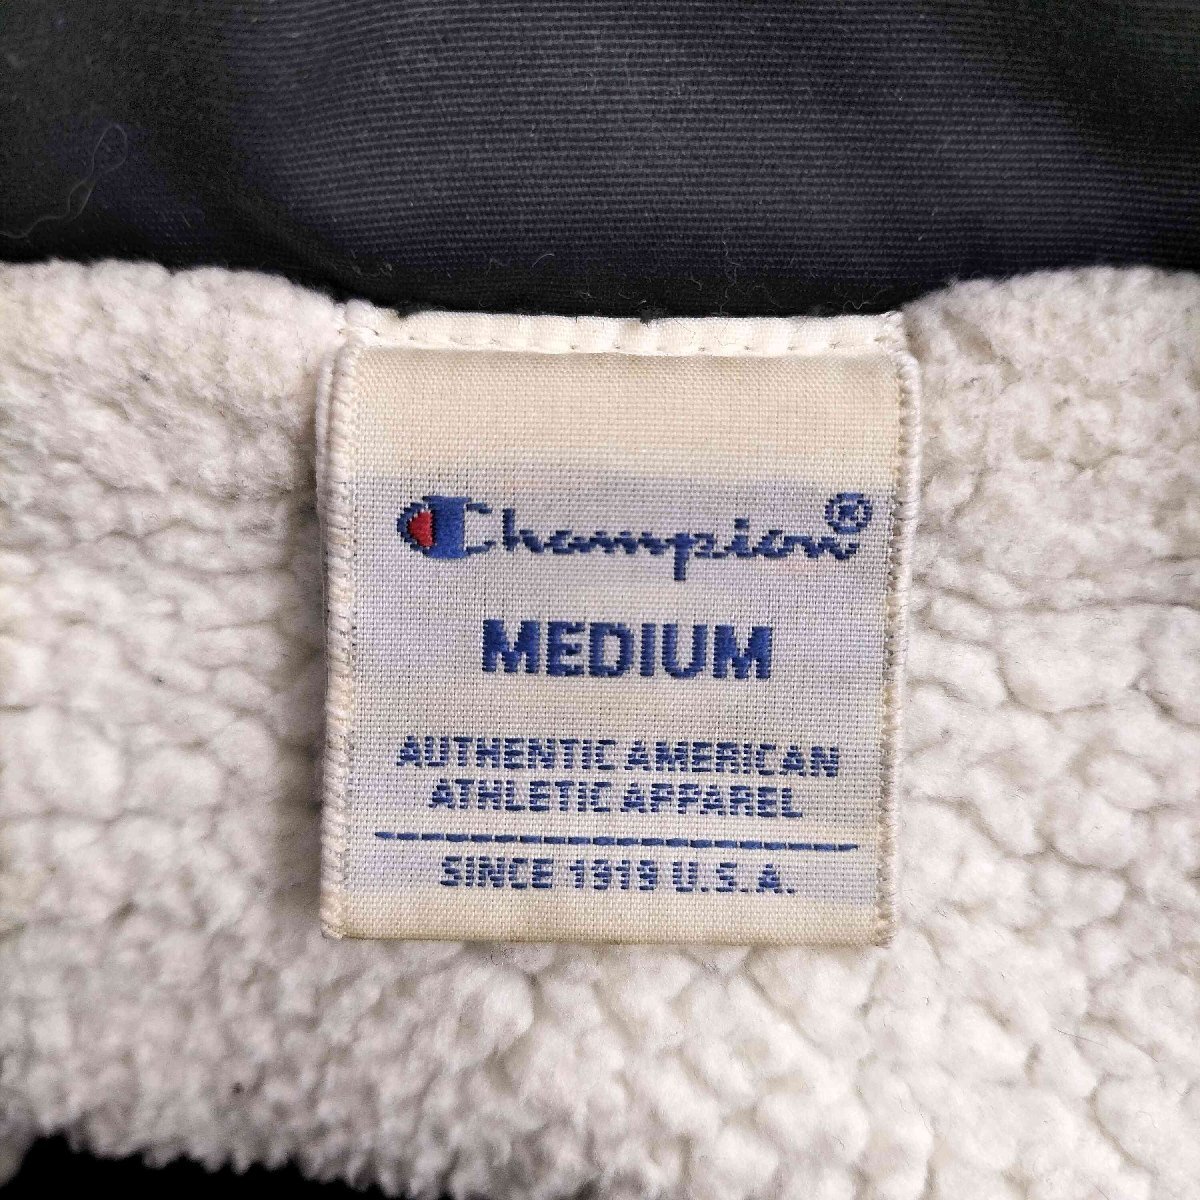 Champion®
MEDIUM
AUTHENTIC AMERICAN
ATHLETIC APPAREL
SINCE 1919 U.S.A.